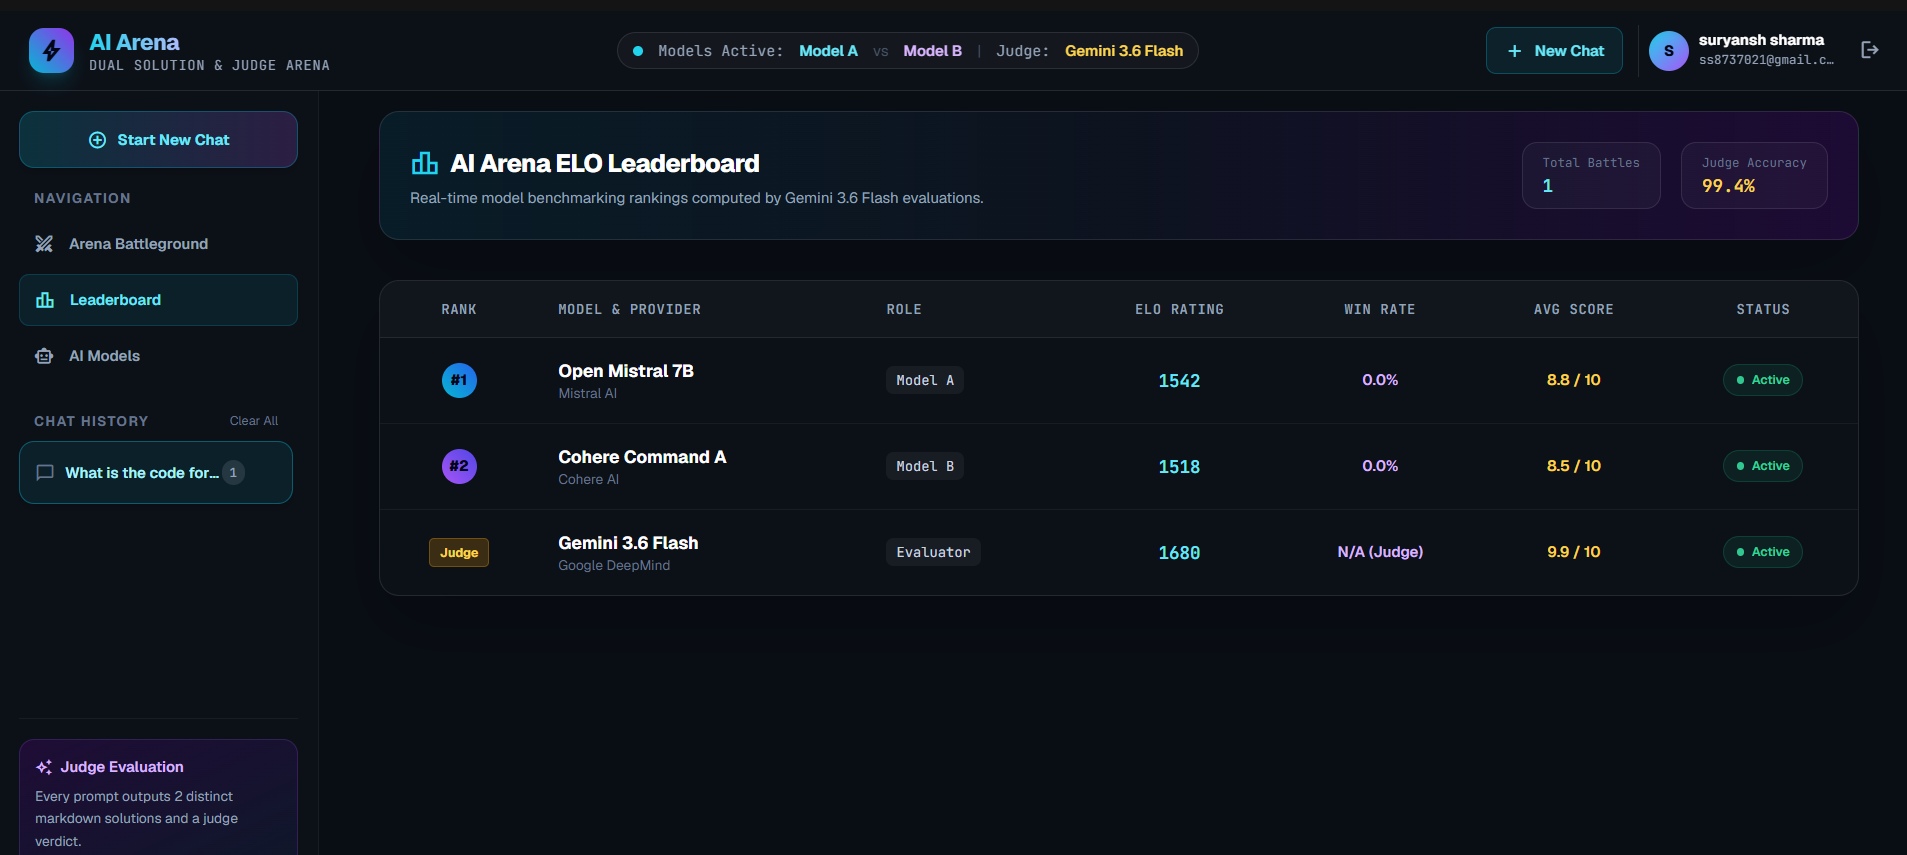 AI Arena
DUAL SOLUTION & JUDGE ARENA
Models Active: Model A vs Model B | Judge: Gemini 3.6 Flash
+ New Chat
S
suryansh sharma
ss8737021@gmail.c…
Start New Chat
NAVIGATION
Arena Battleground
Leaderboard
AI Models
CHAT HISTORY Clear All
What is the code for… 1
Judge Evaluation
Every prompt outputs 2 distinct
markdown solutions and a judge
verdict.
AI Arena ELO Leaderboard
Real-time model benchmarking rankings computed by Gemini 3.6 Flash evaluations.
Total Battles
1
Judge Accuracy
99.4%
RANK MODEL & PROVIDER ROLE ELO RATING WIN RATE AVG SCORE STATUS
#1 Open Mistral 7B Model A 1542 0.0% 8.8 / 10 Active
Mistral AI
#2 Cohere Command A Model B 1518 0.0% 8.5 / 10 Active
Cohere AI
Judge Gemini 3.6 Flash Evaluator 1680 N/A (Judge) 9.9 / 10 Active
Google DeepMind